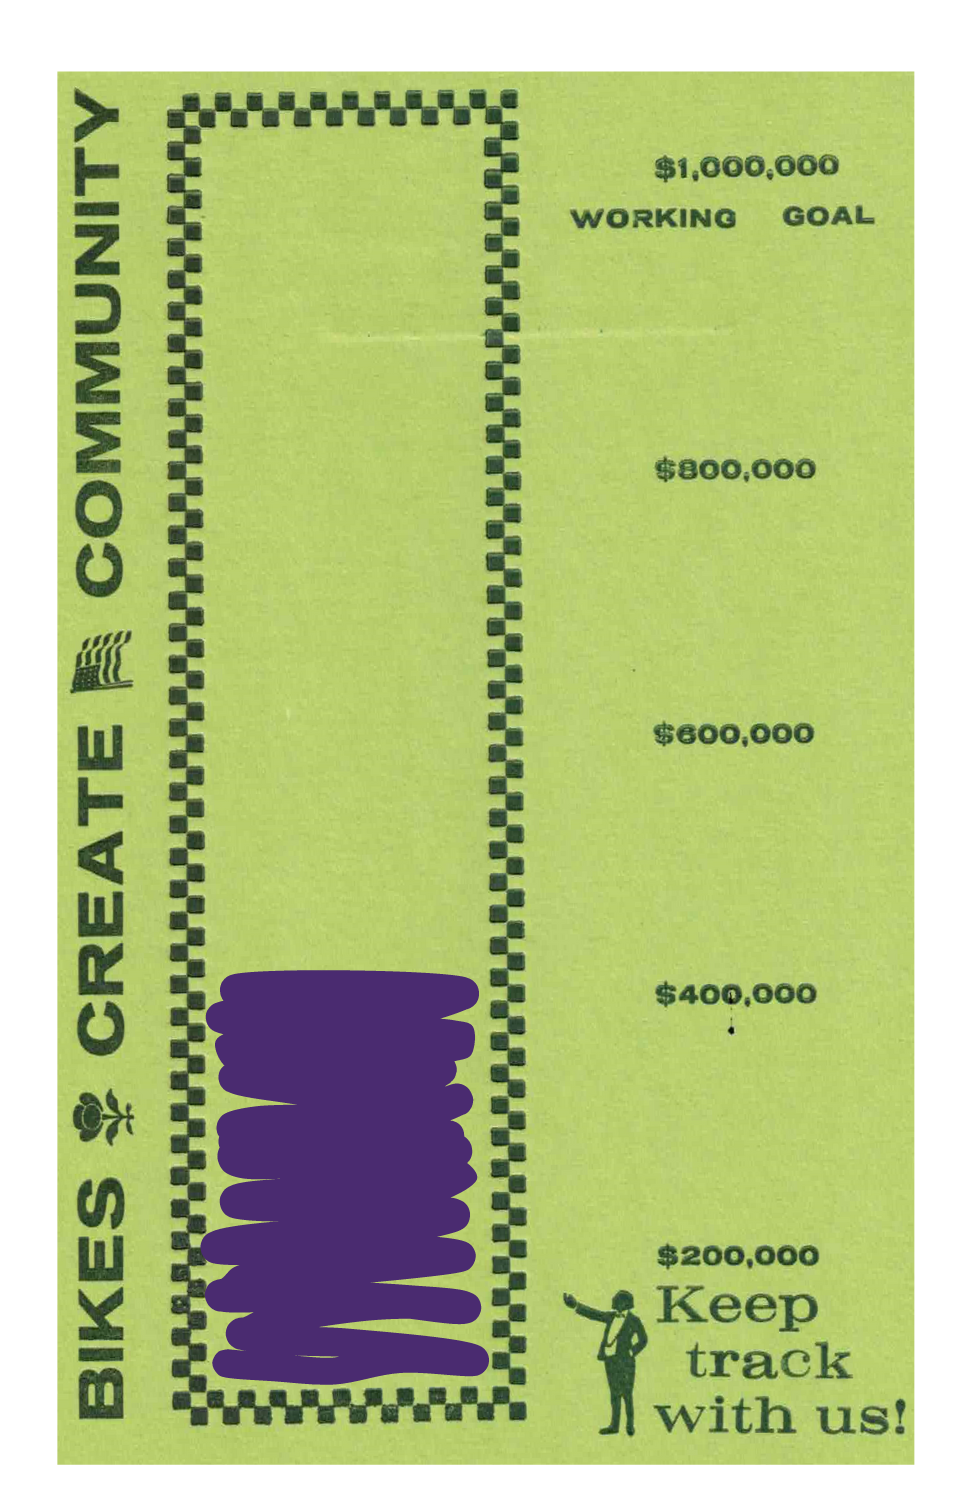 BIKES CREATE COMMUNITY
$1,000,000
WORKING GOAL
$800,000
$600,000
$400,000
$200,000
Keep
track
with us!